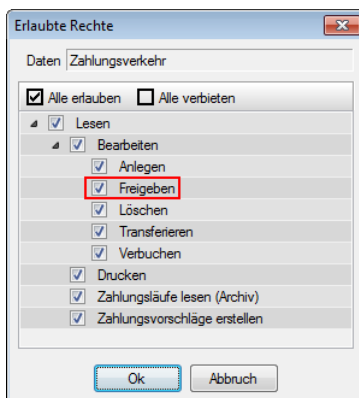 Erlaubte Rechte
Daten Zahlungsverkehr
Alle erlauben Alle verbieten
Lesen
Bearbeiten
Anlegen
Freigeben
Löschen
Transferieren
Verbuchen
Drucken
Zahlungsläufe lesen (Archiv)
Zahlungsvorschläge erstellen
Ok Abbruch